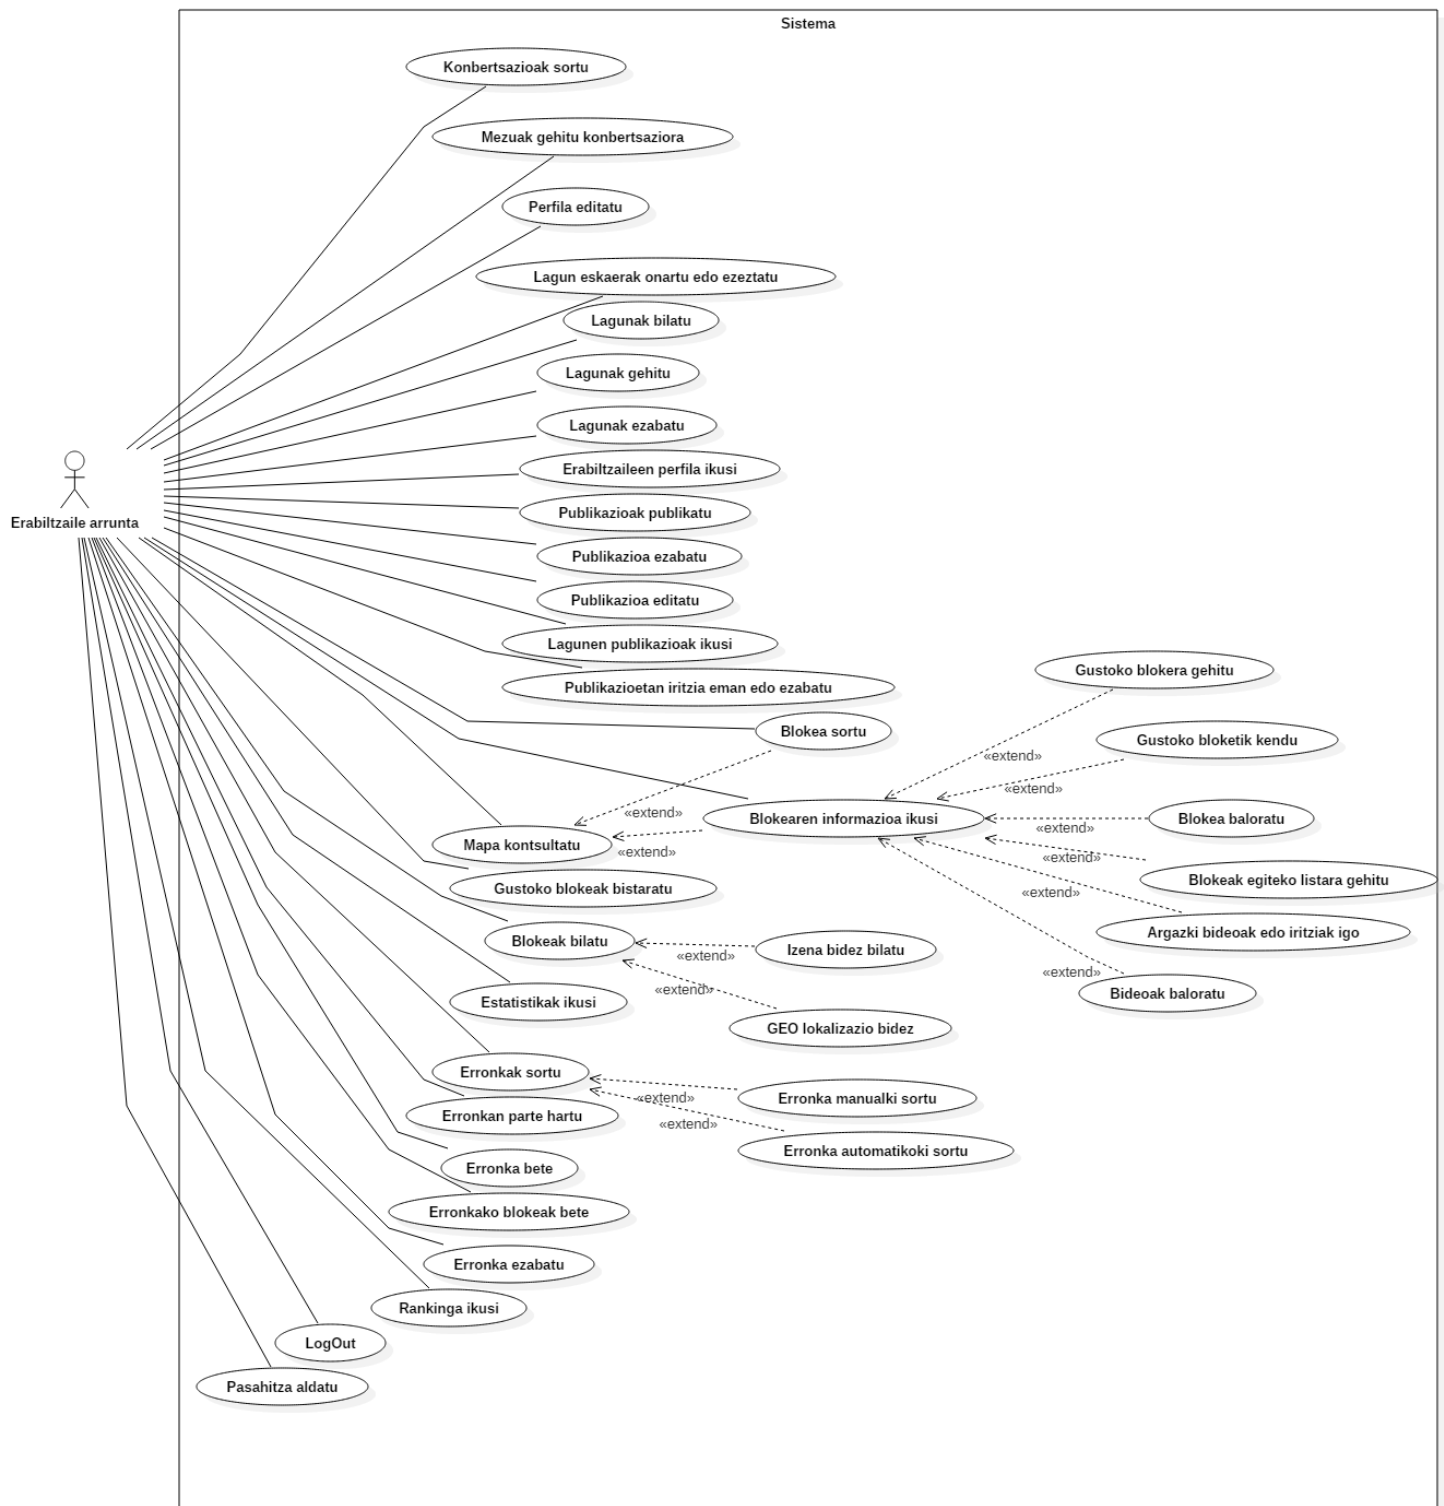 Sistema
Konbertsazioak sortu
Mezuak gehitu konbertsaziora
Perfila editatu
Lagun eskaerak onartu edo ezeztatu
Lagunak bilatu
Lagunak gehitu
Lagunak ezabatu
Erabiltzaileen perfila ikusi
Publikazioak publikatu
Erabiltzaile arrunta
Publikazioa ezabatu
Publikazioa editatu
Lagunen publikazioak ikusi
Publikazioetan iritzia eman edo ezabatu
Gustoko blokera gehitu
Blokea sortu
Gustoko bloketik kendu
«extend»
«extend»
«extend»
Blokearen informazioa ikusi
Blokea baloratu
«extend»
Mapa kontsultatu
«extend»
«extend»
Blokeak egiteko listara gehitu
Gustoko blokeak bistaratu
«extend»
Argazki bideoak edo iritziak igo
Blokeak bilatu
Izena bidez bilatu
«extend»
«extend»
Bideoak baloratu
«extend»
Estatistikak ikusi
GEO lokalizazio bidez
Erronkak sortu
Erronka manualki sortu
«extend»
Erronkan parte hartu
«extend»
Erronka automatikoki sortu
Erronka bete
Erronkako blokeak bete
Erronka ezabatu
Rankinga ikusi
LogOut
Pasahitza aldatu